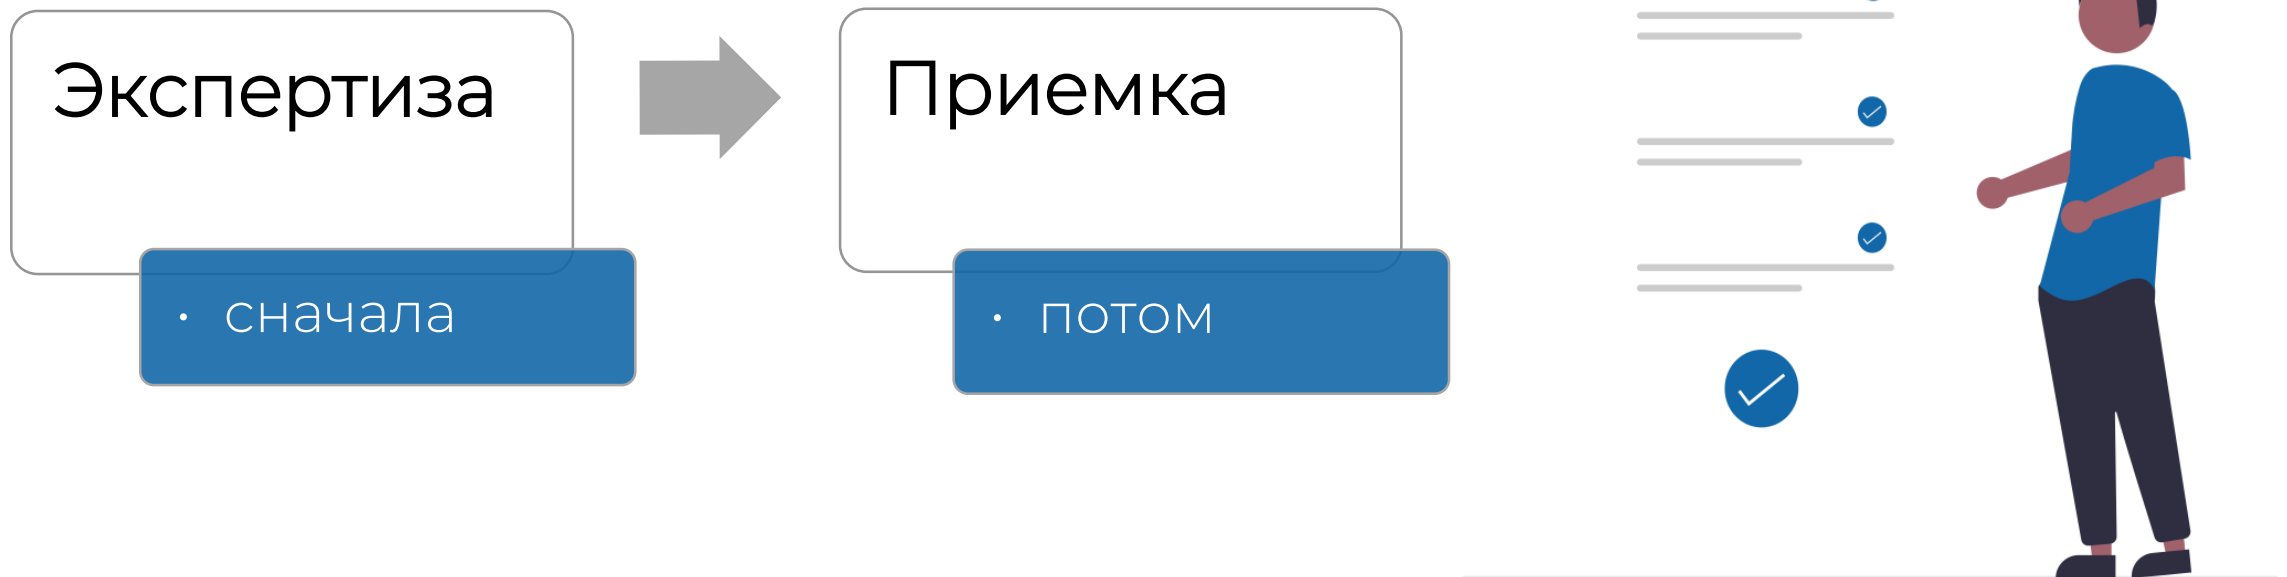 Экспертиза
Приемка
• сначала
• потом